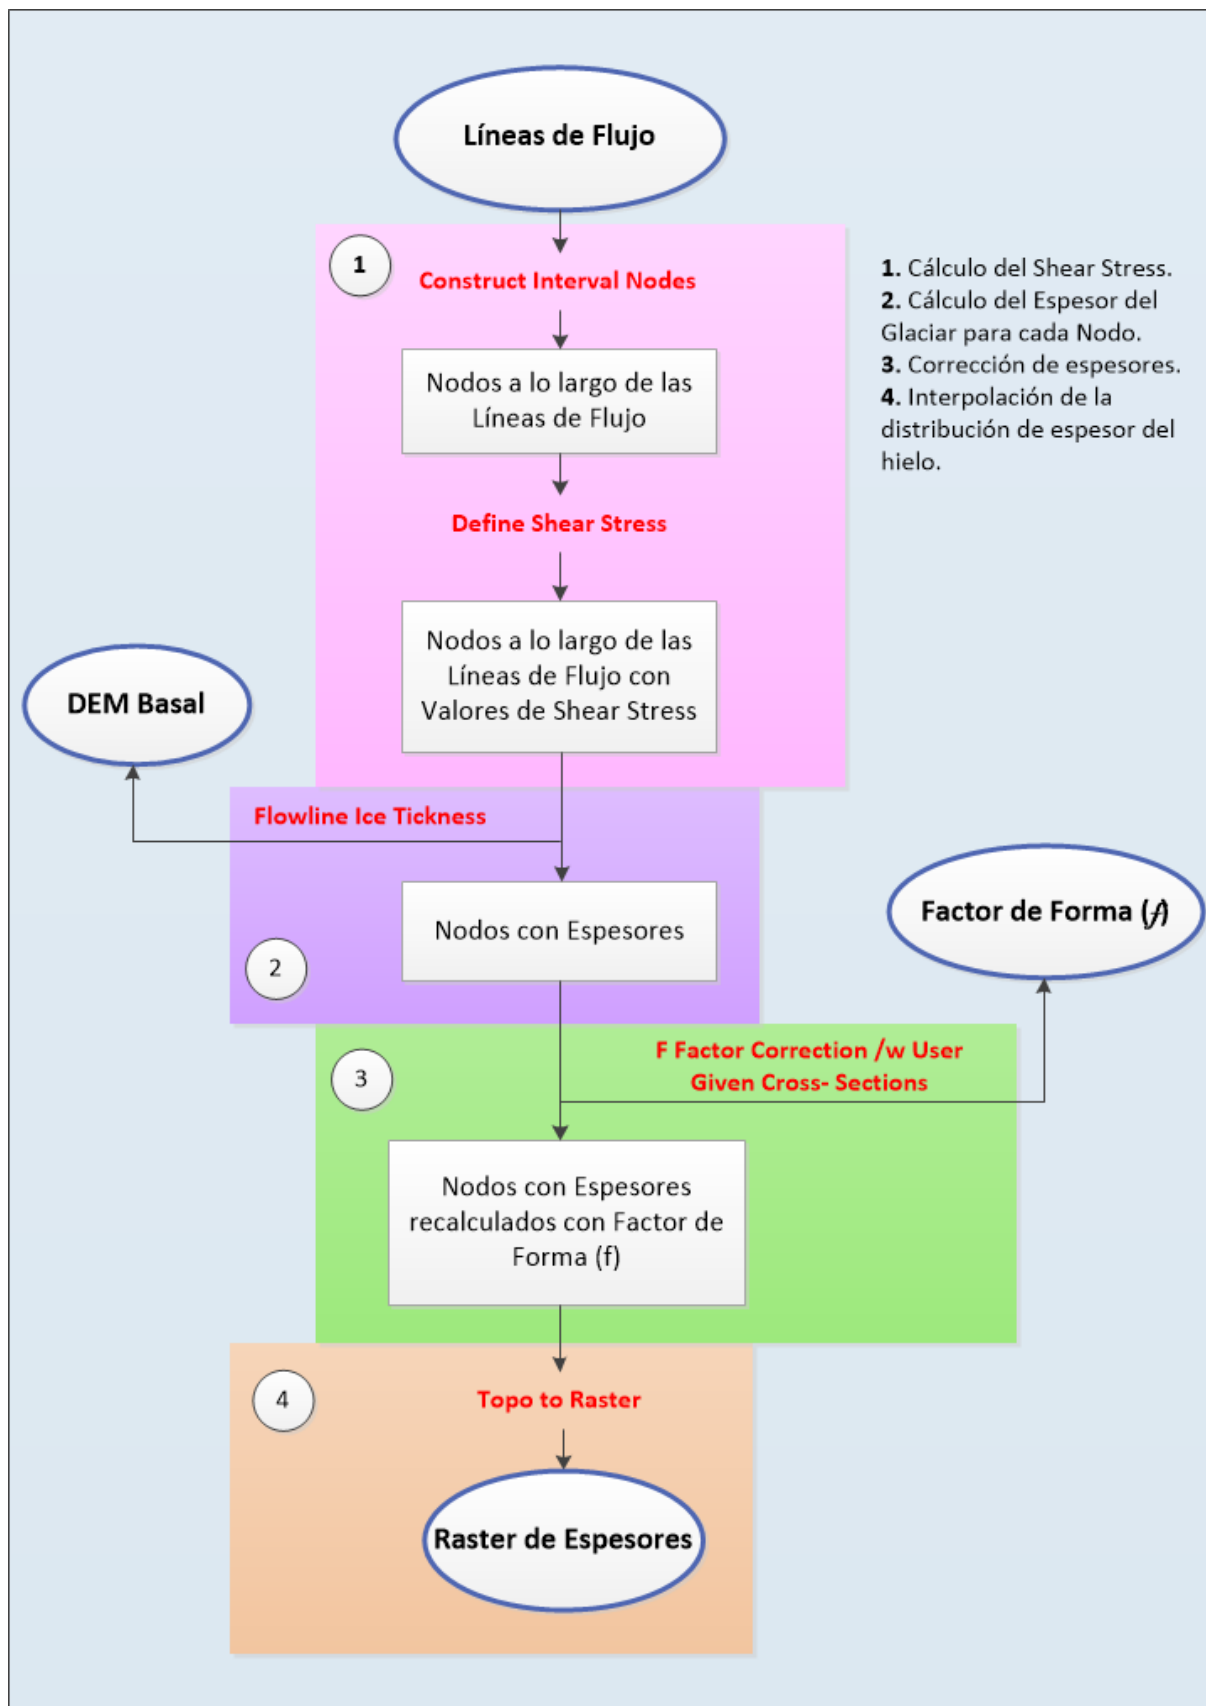 Líneas de Flujo
1
Construct Interval Nodes
1. Cálculo del Shear Stress.
2. Cálculo del Espesor del
Glaciar para cada Nodo.
3. Corrección de espesores.
4. Interpolación de la
distribución de espesor del
hielo.
Nodos a lo largo de las
Líneas de Flujo
Define Shear Stress
Nodos a lo largo de las
Líneas de Flujo con
Valores de Shear Stress
DEM Basal
Flowline Ice Tickness
Nodos con Espesores
2
Factor de Forma (f)
F Factor Correction /w User
Given Cross- Sections
3
Nodos con Espesores
recalculados con Factor de
Forma (f)
4
Topo to Raster
Raster de Espesores